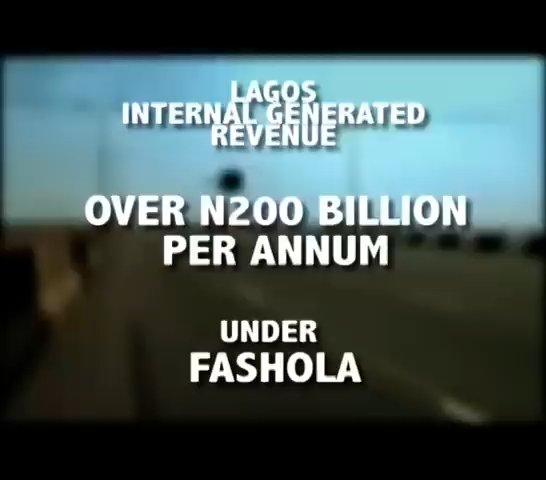 LAGOS
INTERNAL GENERATED
REVENUE
OVER N200 BILLION
PER ANNUM
UNDER
FASHOLA